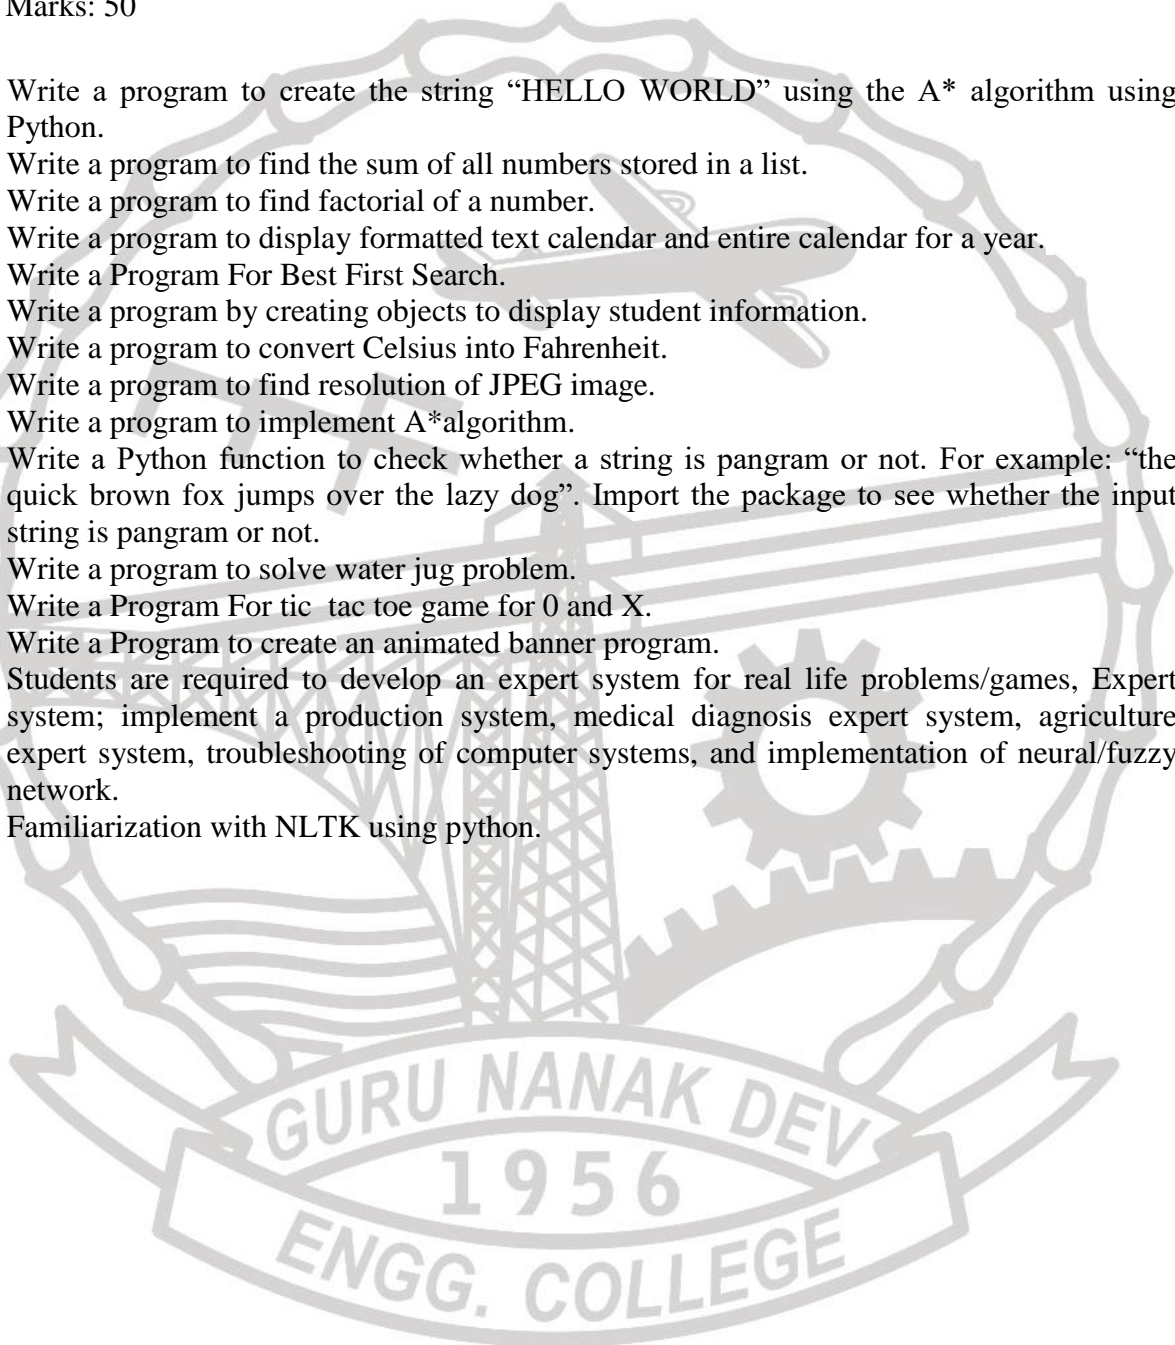 Marks: 50
Write a program to create the string “HELLO WORLD” using the A* algorithm using
Python.
Write a program to find the sum of all numbers stored in a list.
Write a program to find factorial of a number.
Write a program to display formatted text calendar and entire calendar for a year.
Write a Program For Best First Search.
Write a program by creating objects to display student information.
Write a program to convert Celsius into Fahrenheit.
Write a program to find resolution of JPEG image.
Write a program to implement A*algorithm.
Write a Python function to check whether a string is pangram or not. For example: “the
quick brown fox jumps over the lazy dog”. Import the package to see whether the input
string is pangram or not.
Write a program to solve water jug problem.
Write a Program For tic  tac toe game for 0 and X.
Write a Program to create an animated banner program.
Students are required to develop an expert system for real life problems/games, Expert
system; implement a production system, medical diagnosis expert system, agriculture
expert system, troubleshooting of computer systems, and implementation of neural/fuzzy
network.
Familiarization with NLTK using python.
GURU NANAK DEV
1956
ENGG. COLLEGE